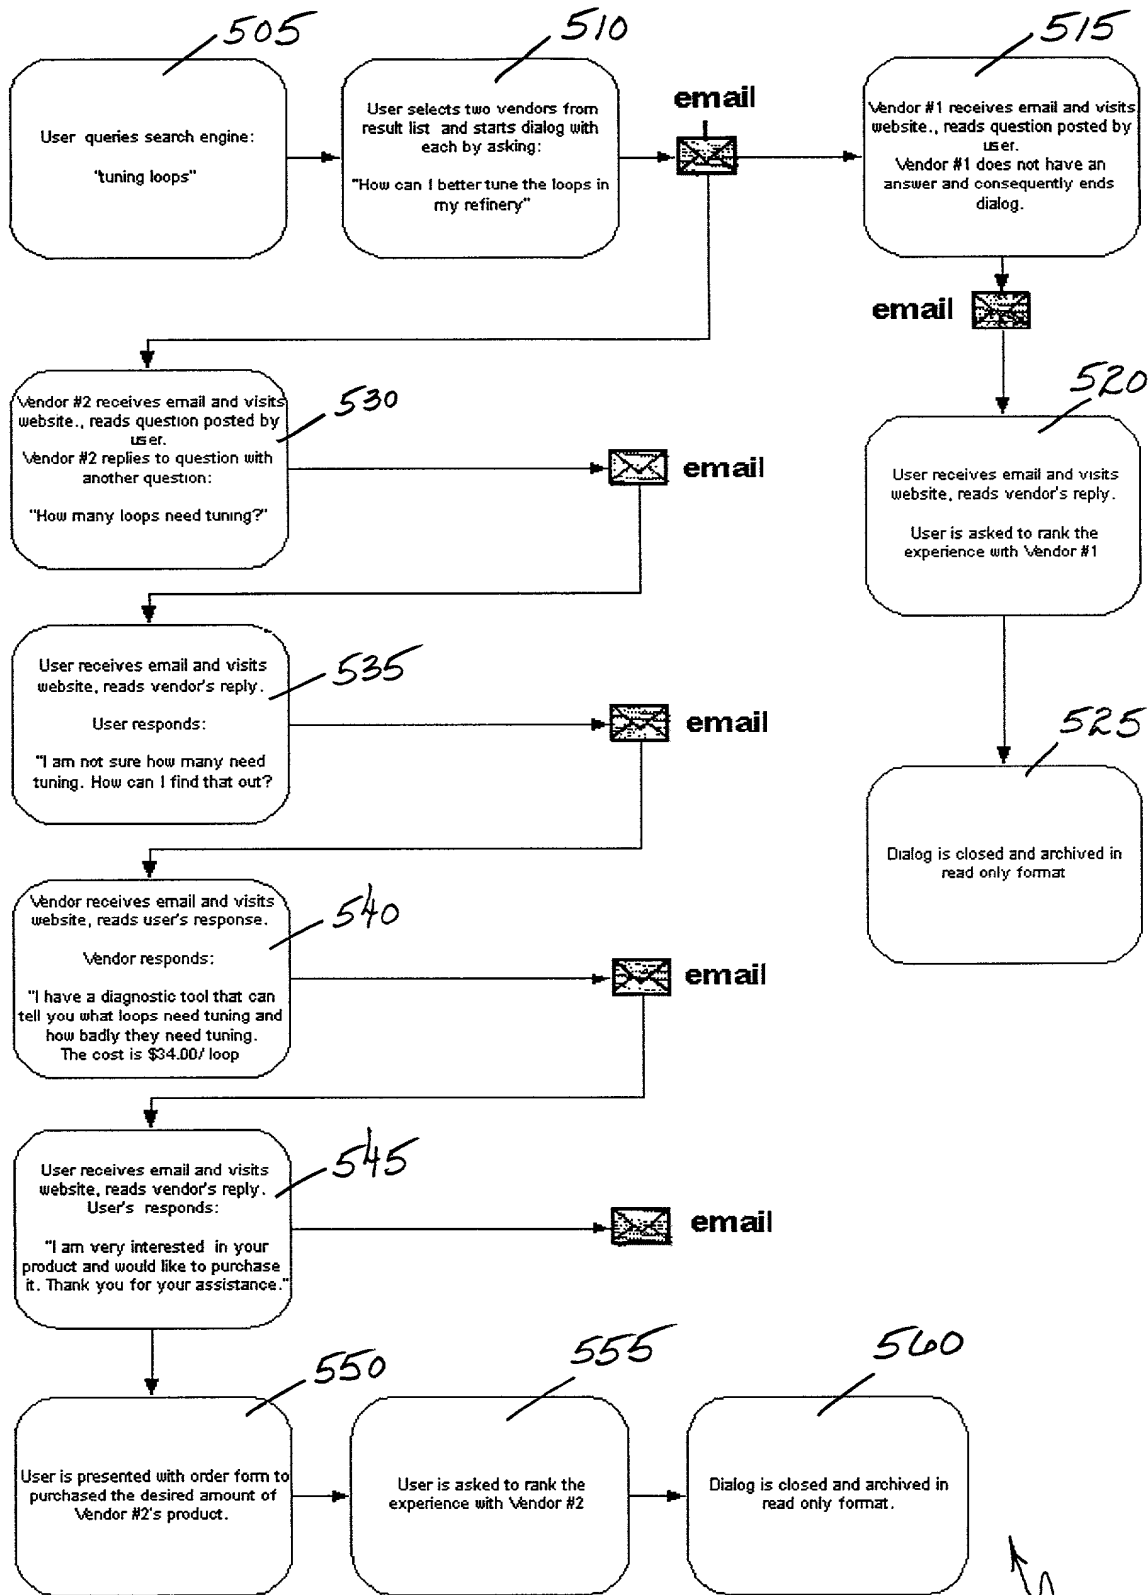 505
User queries search engine:
"tuning loops"
510
User selects two vendors from
result list and starts dialog with
each by asking:
"How can I better tune the loops in
my refinery"
email
515
Vendor #1 receives email and visits
website., reads question posted by
user.
Vendor #1 does not have an
answer and consequently ends
dialog.
email
520
User receives email and visits
website, reads vendor's reply.
User is asked to rank the
experience with Vendor #1
525
Dialog is closed and archived in
read only format
530
Vendor #2 receives email and visits
website., reads question posted by
user.
Vendor #2 replies to question with
another question:
"How many loops need tuning?"
email
535
User receives email and visits
website, reads vendor's reply.
User responds:
"I am not sure how many need
tuning. How can I find that out?
email
540
Vendor receives email and visits
website, reads user's response.
Vendor responds:
"I have a diagnostic tool that can
tell you what loops need tuning and
how badly they need tuning.
The cost is $34.00/ loop
email
545
User receives email and visits
website, reads vendor's reply.
User's responds:
"I am very interested in your
product and would like to purchase
it. Thank you for your assistance."
email
550
User is presented with order form to
purchased the desired amount of
Vendor #2's product.
555
User is asked to rank the
experience with Vendor #2
560
Dialog is closed and archived in
read only format.